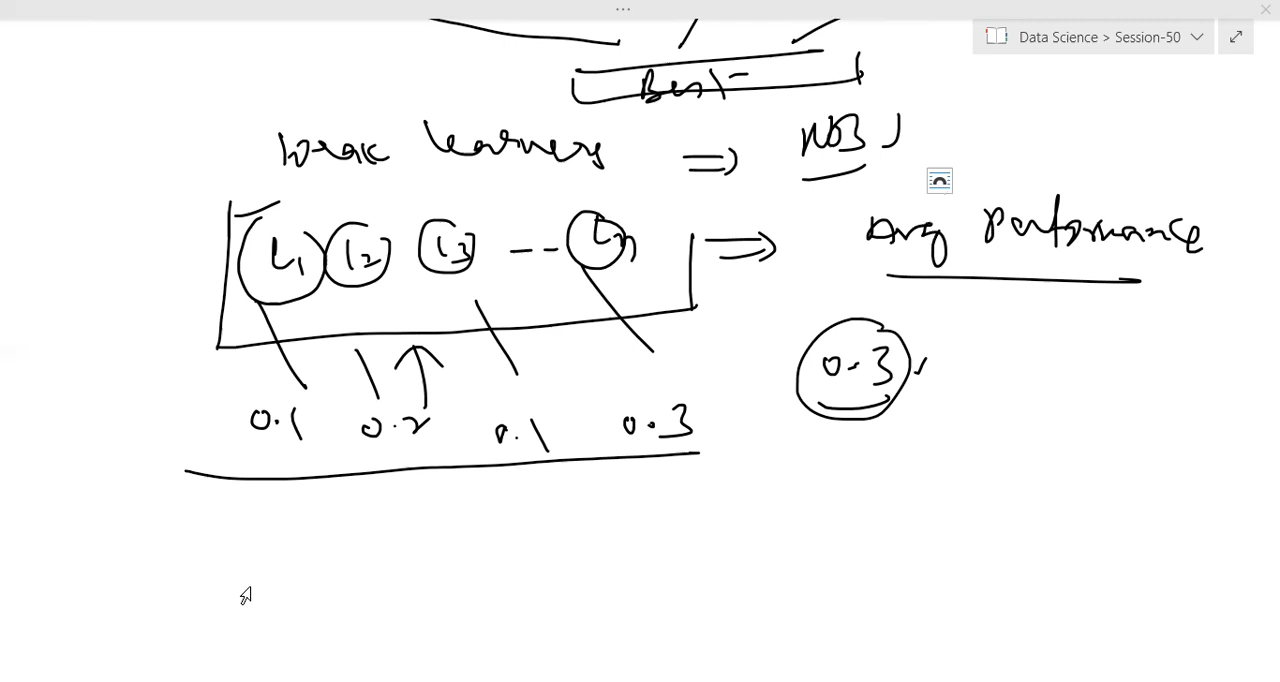 Data Science > Session-50
Best
weak learners ⇒
L1 L2 L3 --- Ln ⇒ Avg Performance
0.3
0.1 0.2 0.1 0.3